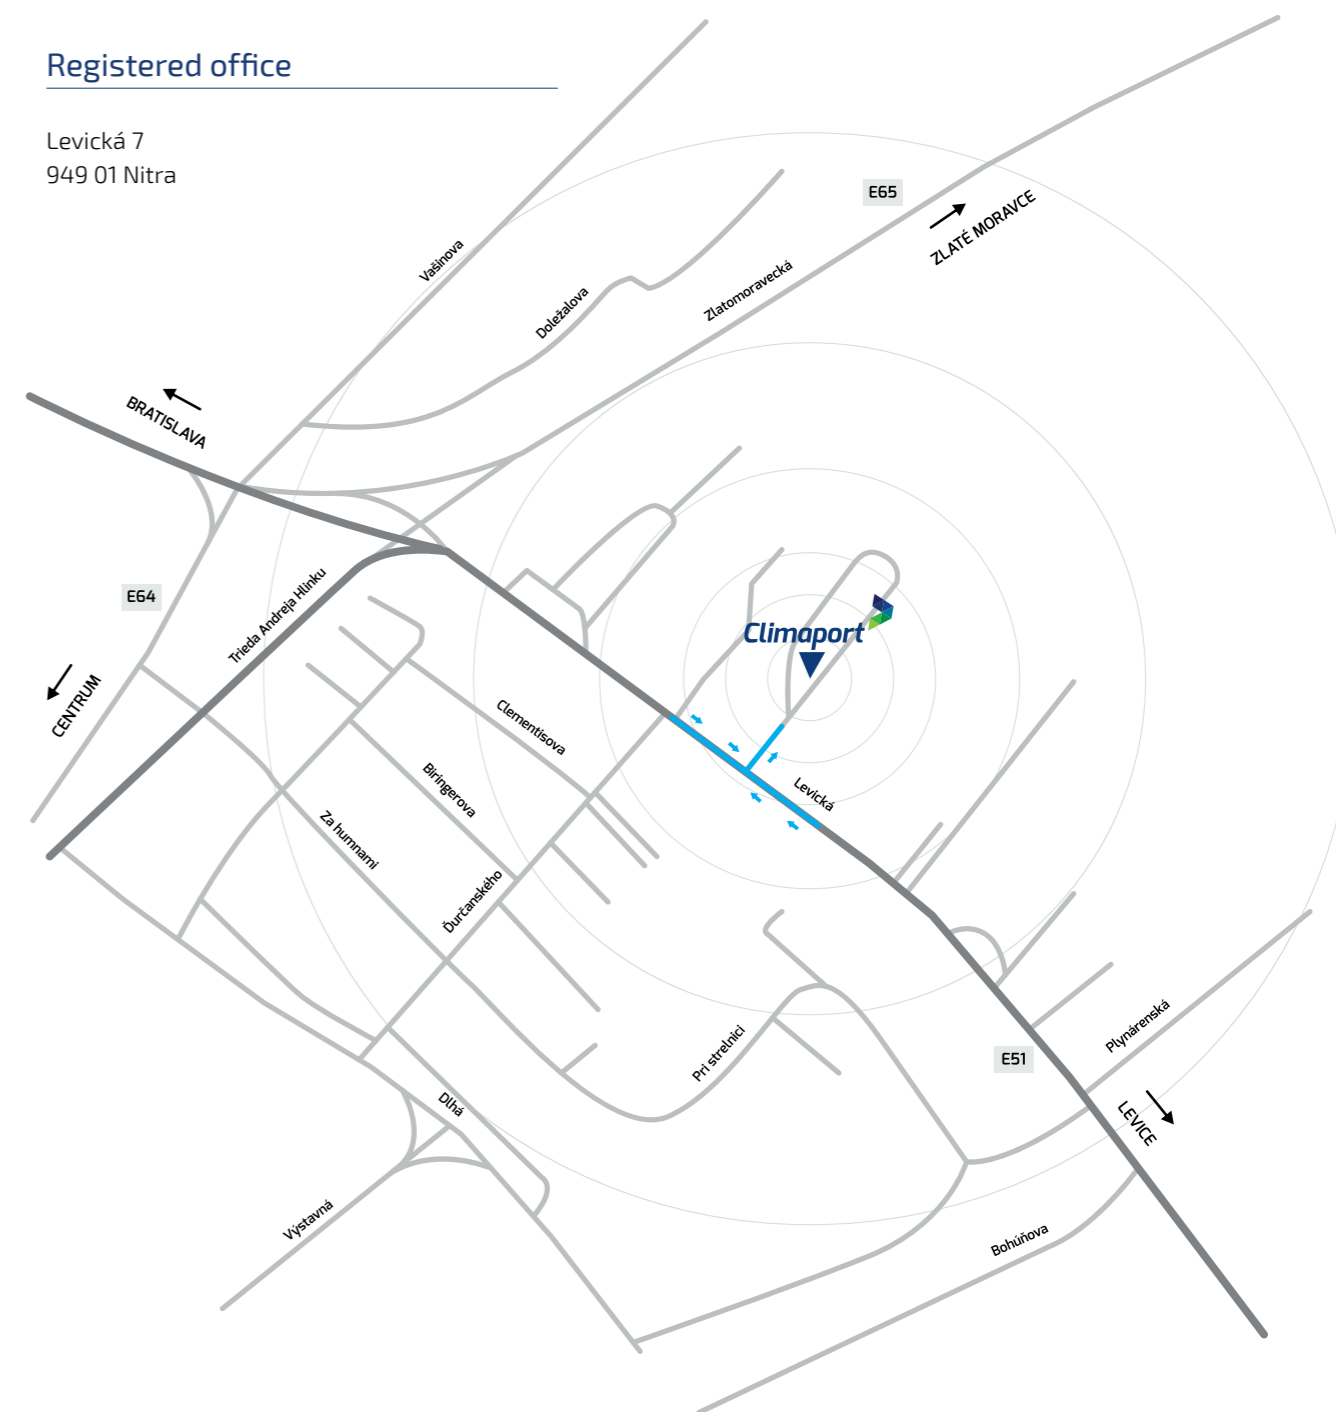 Registered office
Levická 7
949 01 Nitra
E65
ZLATÉ MORAVCE
Vašinova
Doležalova
Zlatomoravecká
BRATISLAVA
E64
Trieda Andreja Hlinku
CENTRUM
Climaport
Clementisova
Biringerova
Levická
Za humnami
Ďurčanského
Pri strelnici
Plynárenská
E51
LEVICE
Dlhá
Výstavná
Bohúňova